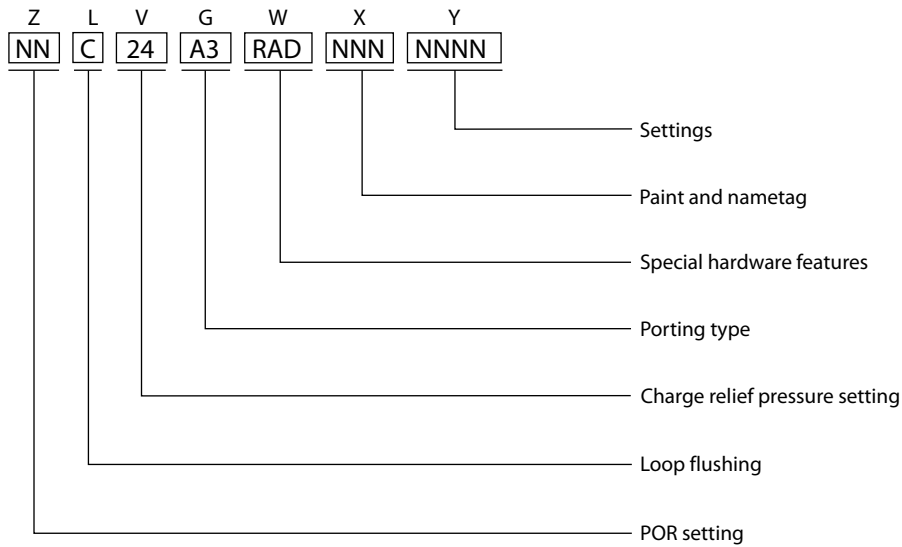 Z L V G W X Y
NN C 24 A3 RAD NNN NNNN
Settings
Paint and nametag
Special hardware features
Porting type
Charge relief pressure setting
Loop flushing
POR setting